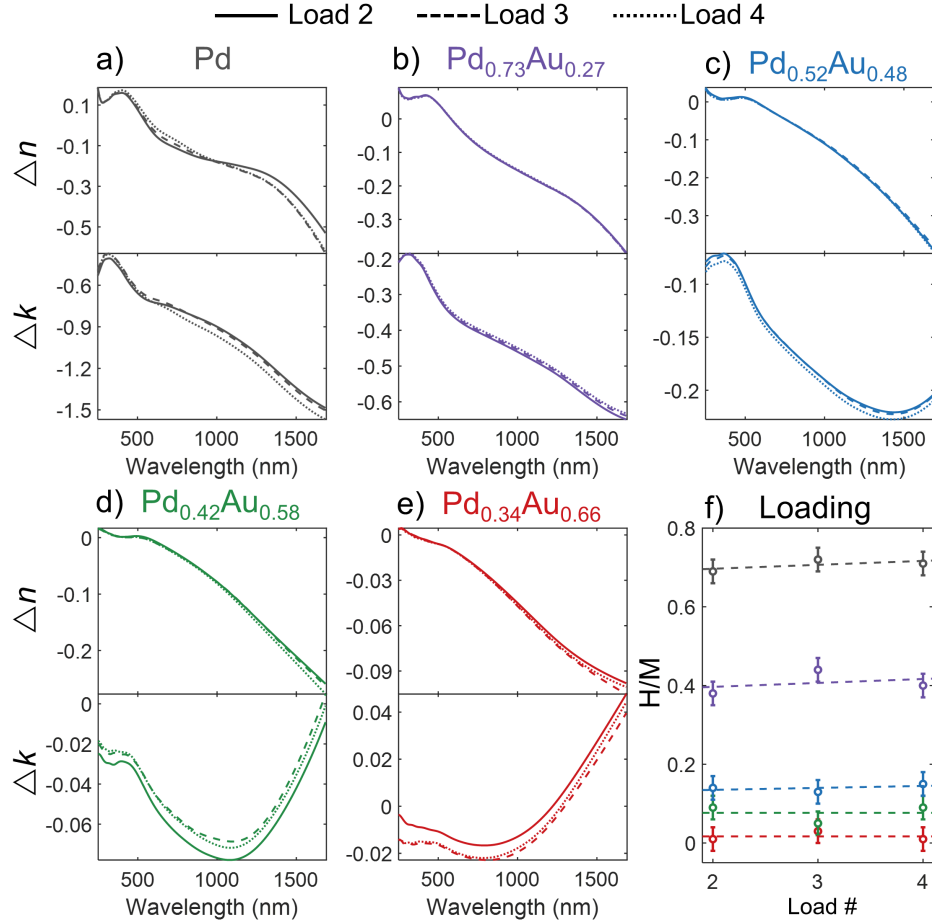 Load 2 Load 3 Load 4
a) Pd b) Pd0.73Au0.27 c) Pd0.52Au0.48
0.1
-0.1
-0.3
-0.5
△n
0
-0.1
-0.2
-0.3
0
-0.1
-0.2
-0.3
-0.6
-0.9
-1.2
-1.5
△k
-0.2
-0.3
-0.4
-0.5
-0.6
-0.1
-0.15
-0.2
500 1000 1500
500 1000 1500
500 1000 1500
Wavelength (nm) Wavelength (nm) Wavelength (nm)
d) Pd0.42Au0.58 e) Pd0.34Au0.66 f) Loading
0
-0.1
-0.2
△n
0
-0.03
-0.06
-0.09
0
-0.02
-0.04
-0.06
△k
0.04
0.02
0
-0.02
0.8
0.6
0.4
0.2
0
H/M
500 1000 1500
500 1000 1500
2 3 4
Wavelength (nm) Wavelength (nm) Load #